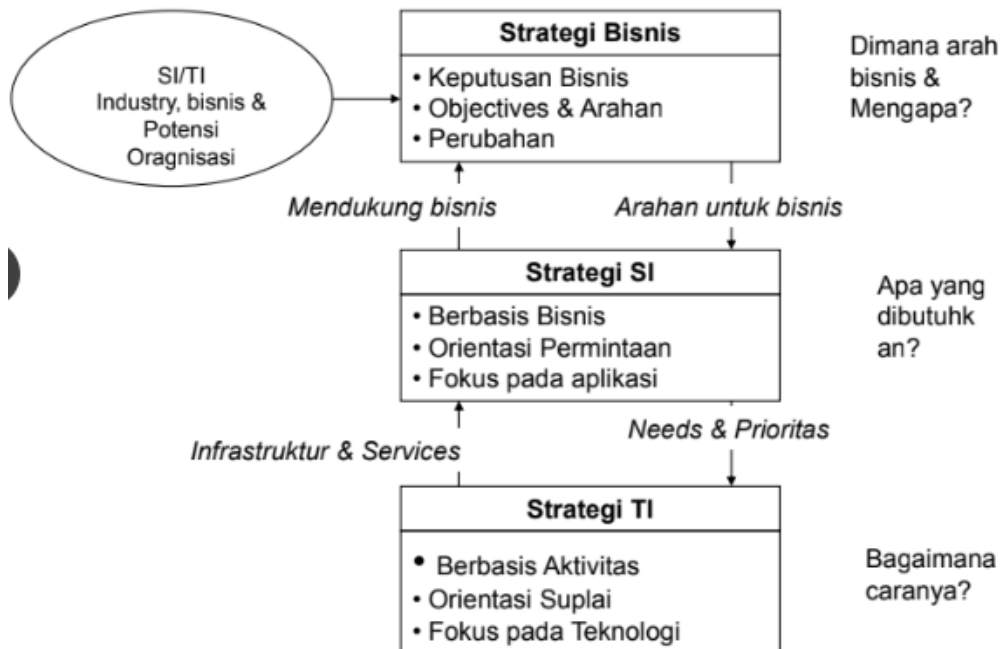 SI/TI
Industry, bisnis &
Potensi
Oragnisasi
Strategi Bisnis
• Keputusan Bisnis
• Objectives & Arahan
• Perubahan
Dimana arah
bisnis &
Mengapa?
Mendukung bisnis
Arahan untuk bisnis
Strategi SI
• Berbasis Bisnis
• Orientasi Permintaan
• Fokus pada aplikasi
Apa yang
dibutuhk
an?
Infrastruktur & Services
Needs & Prioritas
Strategi TI
• Berbasis Aktivitas
• Orientasi Suplai
• Fokus pada Teknologi
Bagaimana
caranya?